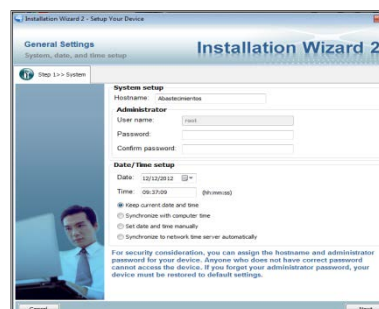 Installation Wizard 2 - Setup Your Device
General Settings
System, date, and time setup
Installation Wizard 2
Step 1>> System
System setup
Hostname: Abastecimientos
Administrator
User name: root
Password:
Confirm password:
Date/Time setup
Date: 12/12/2012
Time: 09:37:09 (hh:mm:ss)
Keep current date and time
Synchronize with computer time
Set date and time manually
Synchronize to network time server automatically
For security consideration, you can assign the hostname and administrator
password for your device. Anyone who does not have correct password
cannot access the device. If you forget your administrator password, your
device must be restored to default settings.
Cancel
Next